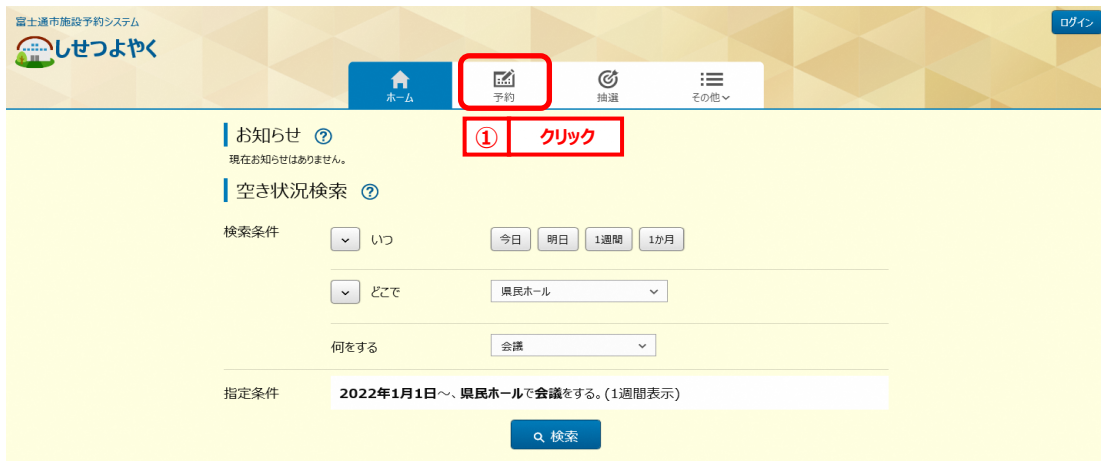 富士通市施設予約システム
しせつよやく
ログイン
ホーム
予約
抽選
その他
① クリック
お知らせ ?
現在お知らせはありません。
空き状況検索 ?
検索条件 いつ 今日 明日 1週間 1か月
どこで 県民ホール
何をする 会議
指定条件 2022年1月1日～、県民ホールで会議をする。(1週間表示)
検索